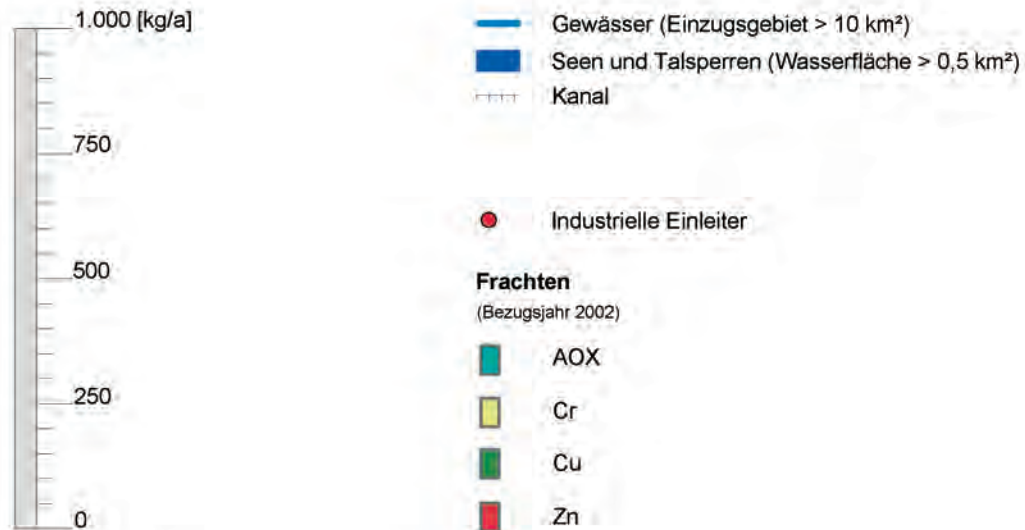 1.000 [kg/a]
750
500
250
0
Gewässer (Einzugsgebiet > 10 km²)
Seen und Talsperren (Wasserfläche > 0,5 km²)
Kanal
Industrielle Einleiter
Frachten
(Bezugsjahr 2002)
AOX
Cr
Cu
Zn